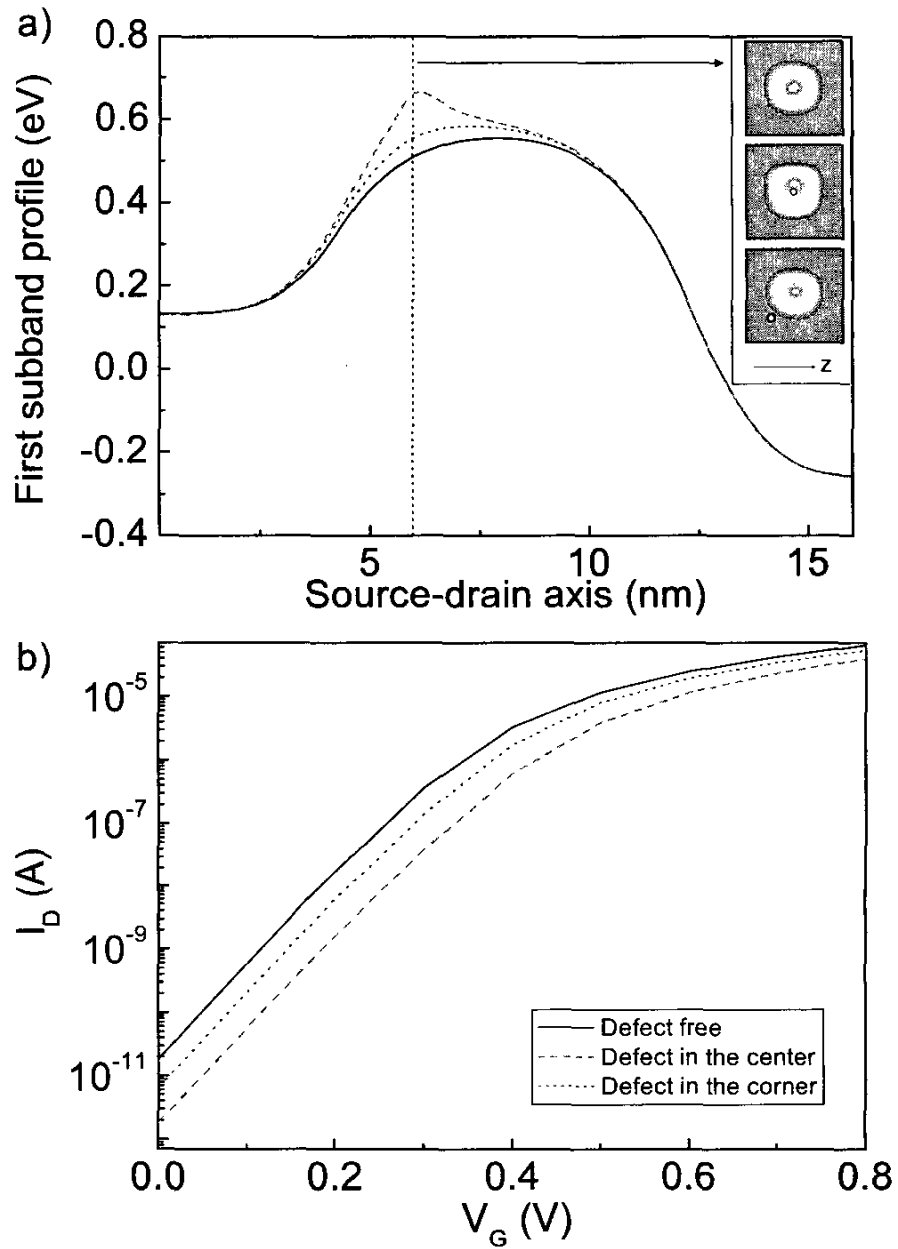 a)
First subband profile (eV)
0.8
0.6
0.4
0.2
0.0
-0.2
-0.4
z
5
10
15
Source-drain axis (nm)
b)
I_D (A)
10^-5
10^-7
10^-9
10^-11
Defect free
Defect in the center
Defect in the corner
0.0
0.2
0.4
0.6
0.8
V_G (V)